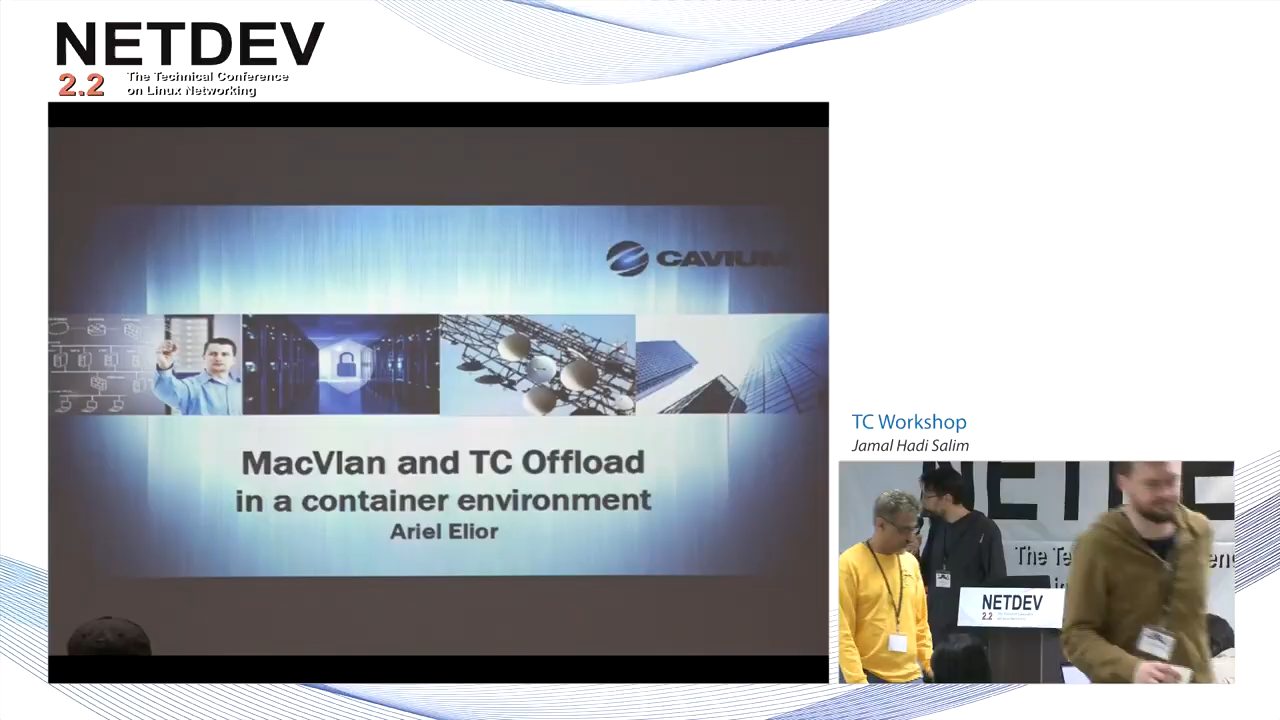 NETDEV
2.2
The Technical Conference
on Linux Networking
CAVIUM
MacVlan and TC Offload
in a container environment
Ariel Elior
TC Workshop
Jamal Hadi Salim
NETDEV
2.2